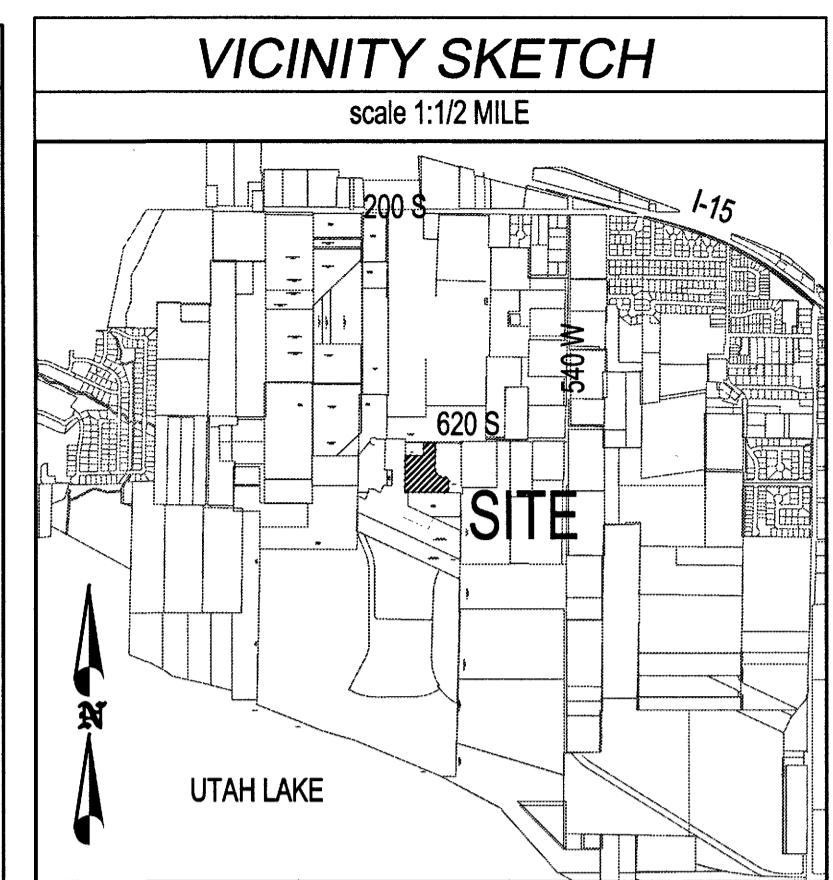 VICINITY SKETCH
scale 1:1/2 MILE
200 S
I-15
540 W
620 S
SITE
N
UTAH LAKE